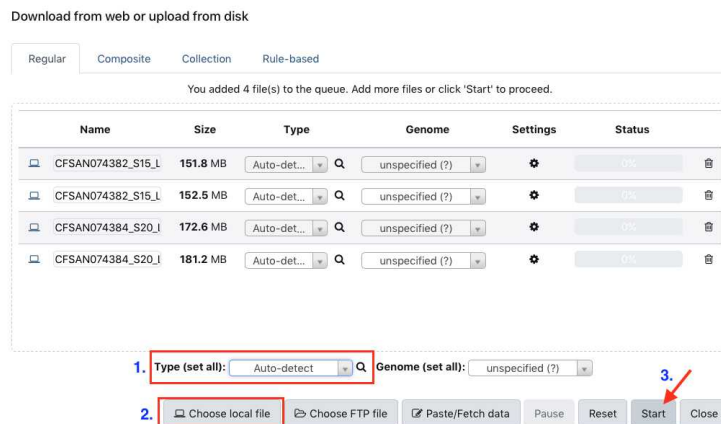 Download from web or upload from disk
Regular Composite Collection Rule-based
You added 4 file(s) to the queue. Add more files or click 'Start' to proceed.
Name Size Type Genome Settings Status
CFSAN074382_S15_L 151.8 MB Auto-det... unspecified (?) 0%
CFSAN074382_S15_L 152.5 MB Auto-det... unspecified (?) 0%
CFSAN074384_S20_l 172.6 MB Auto-det... unspecified (?) 0%
CFSAN074384_S20_l 181.2 MB Auto-det... unspecified (?) 0%
1. Type (set all): Auto-detect Genome (set all): unspecified (?)
3.
2. Choose local file Choose FTP file Paste/Fetch data Pause Reset Start Close